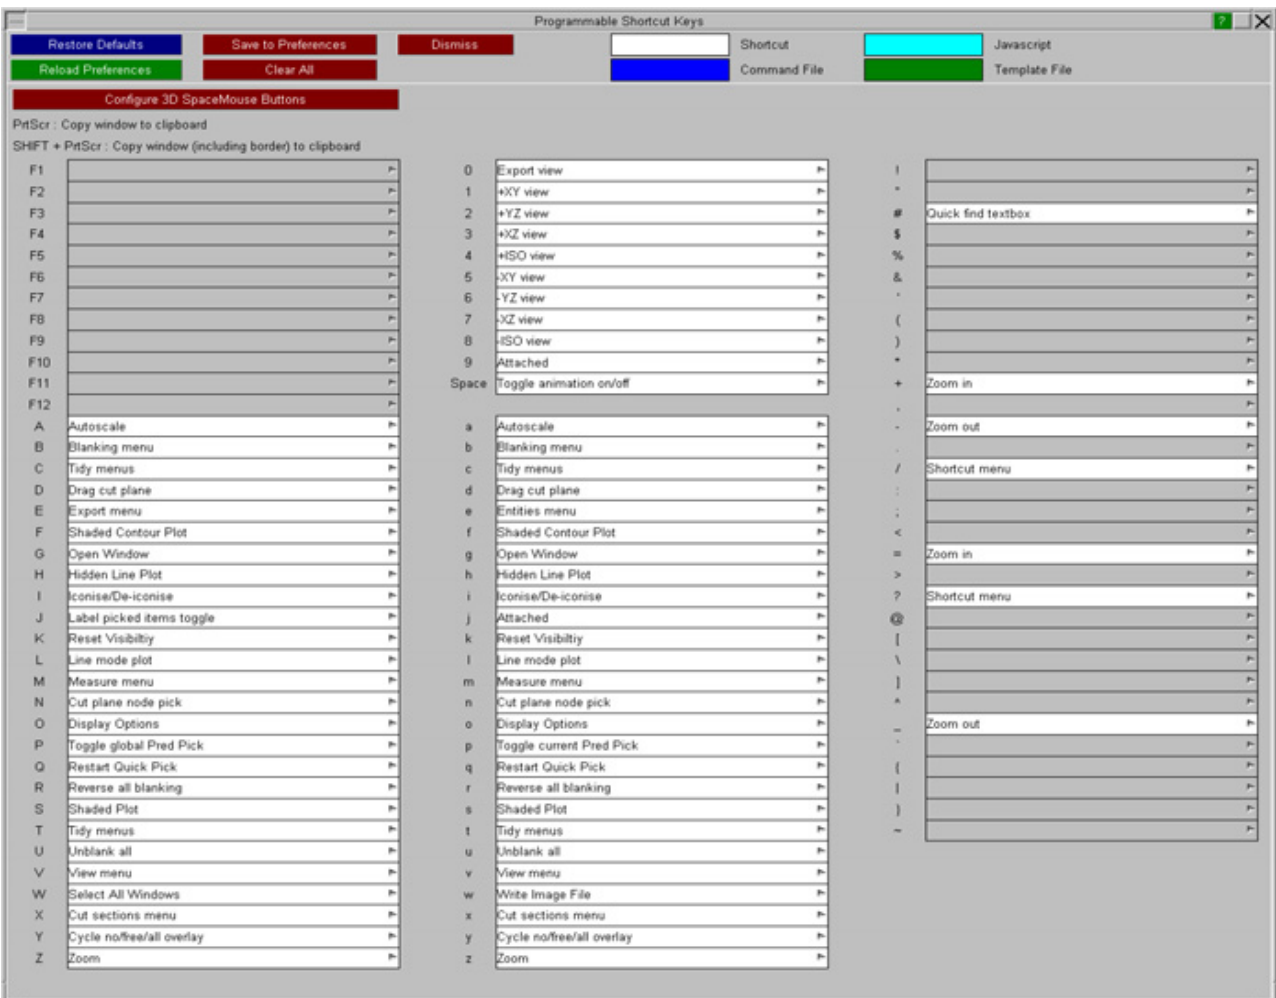 Programmable Shortcut Keys
?
Restore Defaults Save to Preferences Dismiss Shortcut Javascript
Reload Preferences Clear All Command File Template File
Configure 3D SpaceMouse Buttons
PrtScr : Copy window to clipboard
SHIFT + PrtScr : Copy window (including border) to clipboard
F1
F2
F3
F4
F5
F6
F7
F8
F9
F10
F11
F12
A Autoscale
B Blanking menu
C Tidy menus
D Drag cut plane
E Export menu
F Shaded Contour Plot
G Open Window
H Hidden Line Plot
I Iconise/De-iconise
J Label picked items toggle
K Reset Visibiltiy
L Line mode plot
M Measure menu
N Cut plane node pick
O Display Options
P Toggle global Pred Pick
Q Restart Quick Pick
R Reverse all blanking
S Shaded Plot
T Tidy menus
U Unblank all
V View menu
W Select All Windows
X Cut sections menu
Y Cycle no/free/all overlay
Z Zoom
0 Export view
1 +XY view
2 +YZ view
3 +XZ view
4 +ISO view
5 -XY view
6 -YZ view
7 -XZ view
8 -ISO view
9 Attached
Space Toggle animation on/off
a Autoscale
b Blanking menu
c Tidy menus
d Drag cut plane
e Entities menu
f Shaded Contour Plot
g Open Window
h Hidden Line Plot
i Iconise/De-iconise
j Attached
k Reset Visibiltiy
l Line mode plot
m Measure menu
n Cut plane node pick
o Display Options
p Toggle current Pred Pick
q Restart Quick Pick
r Reverse all blanking
s Shaded Plot
t Tidy menus
u Unblank all
v View menu
w Write Image File
x Cut sections menu
y Cycle no/free/all overlay
z Zoom
!
"
# Quick find textbox
$
%
&
'
(
)
*
+ Zoom in
,
- Zoom out
.
/ Shortcut menu
:
;
<
= Zoom in
>
? Shortcut menu
@
[
\
]
^
_ Zoom out
`
{
|
}
~